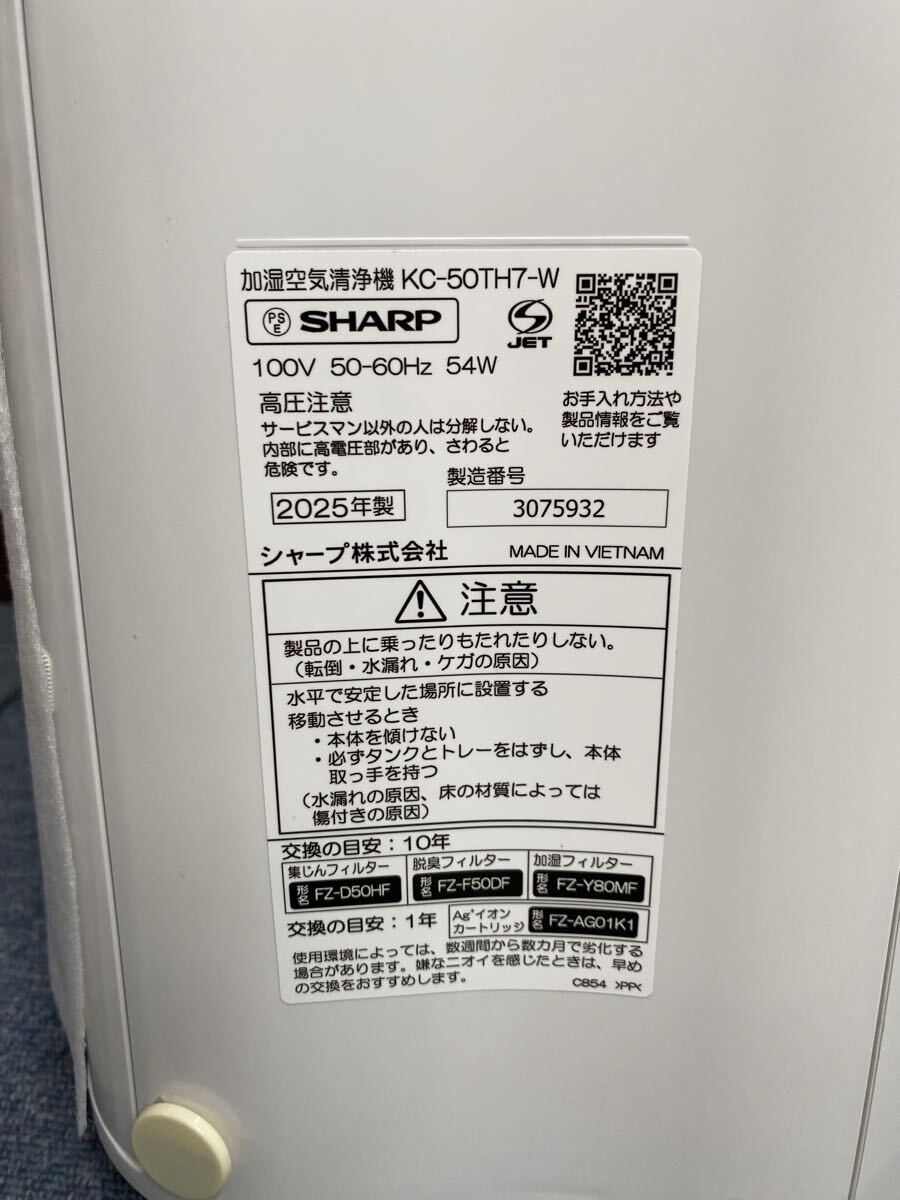 加湿空気清浄機 KC-50TH7-W
PS E SHARP
JET
100V 50-60Hz 54W
高圧注意
サービスマン以外の人は分解しない。
内部に高電圧部があり、さわると
危険です。
お手入れ方法や
製品情報をご覧
いただけます
製造番号
2025年製
3075932
シャープ株式会社
MADE IN VIETNAM
注意
製品の上に乗ったりもたれたりしない。
（転倒・水漏れ・ケガの原因）
水平で安定した場所に設置する
移動させるとき
・本体を傾けない
・必ずタンクとトレーをはずし、本体
取っ手を持つ
（水漏れの原因、床の材質によっては
傷付きの原因）
交換の目安：10年
集じんフィルター
形名 FZ-D50HF
脱臭フィルター
形名 FZ-F50DF
加湿フィルター
形名 FZ-Y80MF
交換の目安：1年
Ag⁺イオン
カートリッジ
形名 FZ-AG01K1
使用環境によっては、数週間から数カ月で劣化する
場合があります。嫌なニオイを感じたときは、早め
の交換をおすすめします。
C854 >PP<